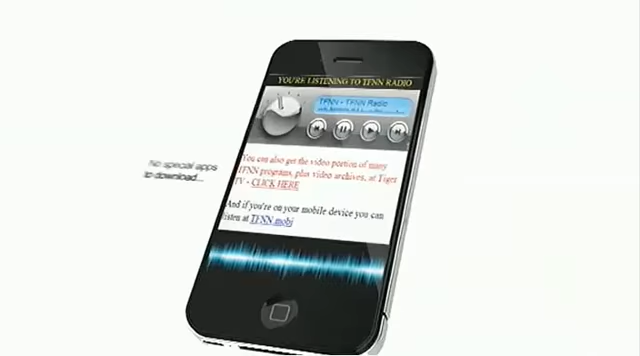 YOU'RE LISTENING TO TFNN RADIO
TFNN - TFNN Radio
You can also get the video portion of many
TFNN programs, plus video archives, at Tiger
TV - CLICK HERE
No special apps
to download...
And if you're on your mobile device you can
listen at TFNN.mobi